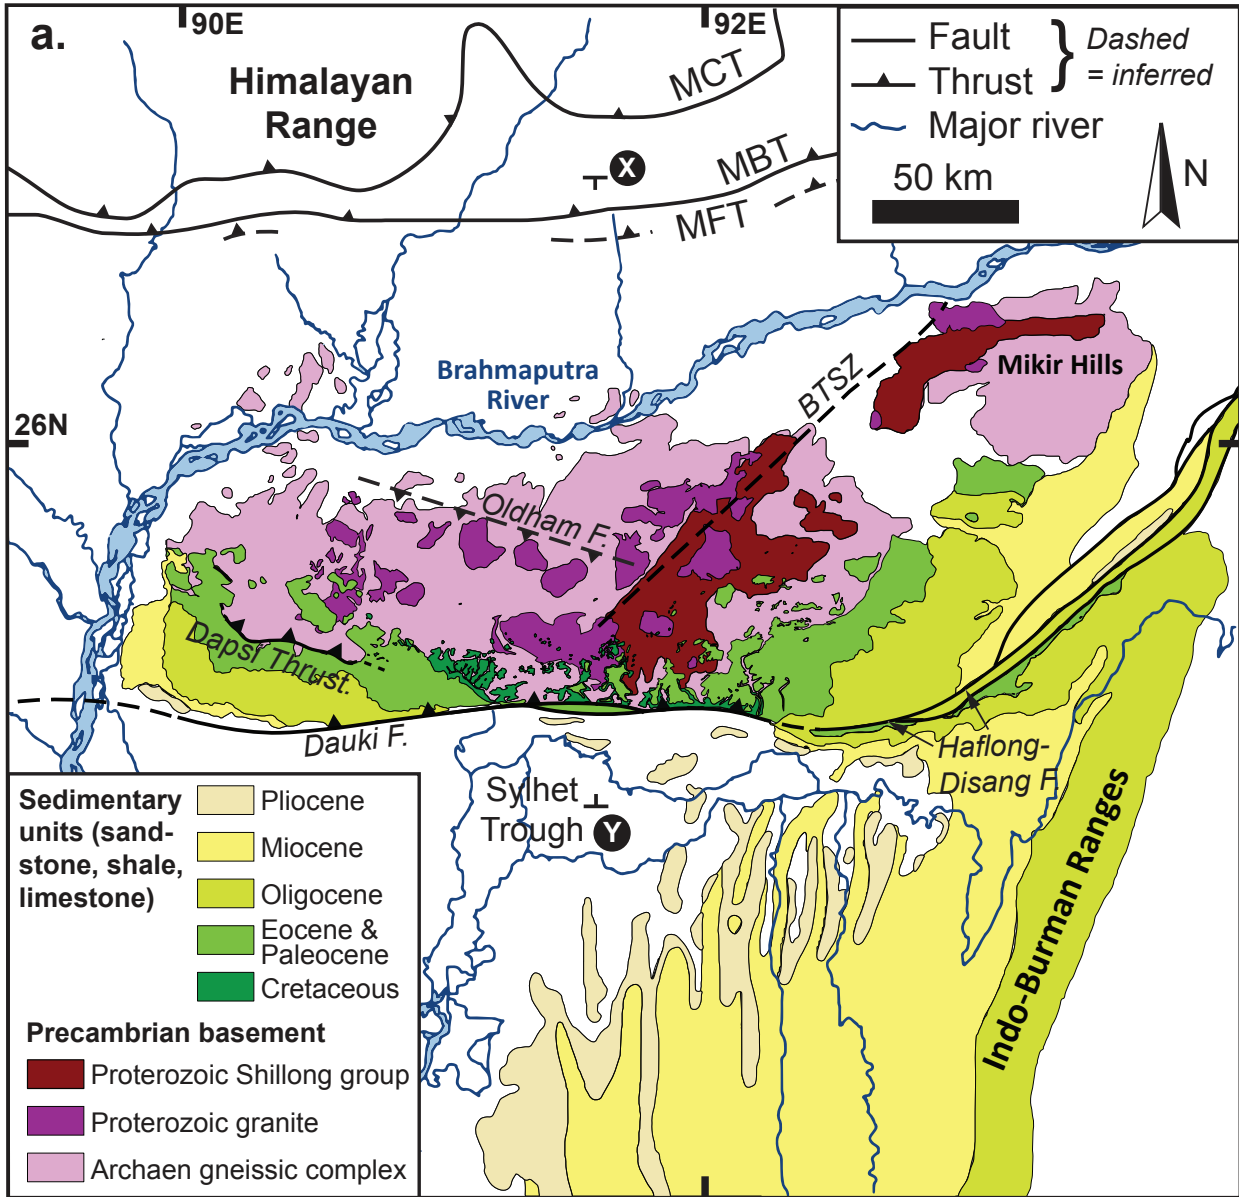 a.
90E
92E
Himalayan
Range
MCT
MBT
MFT
X
Fault
Thrust
Dashed
= inferred
Major river
50 km
N
26N
Brahmaputra
River
BTSZ
Mikir Hills
Oldham F.
Dapsi Thrust.
Dauki F.
Haflong-
Disang F.
Sylhet
Trough
Y
Indo-Burman Ranges
Sedimentary
units (sand-
stone, shale,
limestone)
Pliocene
Miocene
Oligocene
Eocene &
Paleocene
Cretaceous
Precambrian basement
Proterozoic Shillong group
Proterozoic granite
Archaen gneissic complex